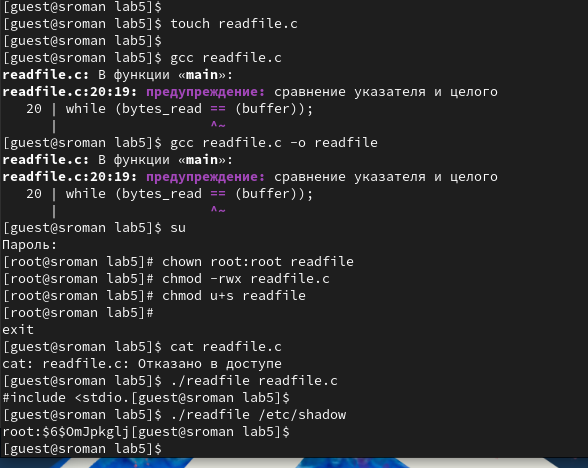 [guest@sroman lab5]$
[guest@sroman lab5]$ touch readfile.c
[guest@sroman lab5]$
[guest@sroman lab5]$ gcc readfile.c
readfile.c: В функции «main»:
readfile.c:20:19: предупреждение: сравнение указателя и целого
   20 | while (bytes_read == (buffer));
      |                   ^~
[guest@sroman lab5]$ gcc readfile.c -o readfile
readfile.c: В функции «main»:
readfile.c:20:19: предупреждение: сравнение указателя и целого
   20 | while (bytes_read == (buffer));
      |                   ^~
[guest@sroman lab5]$ su
Пароль:
[root@sroman lab5]# chown root:root readfile
[root@sroman lab5]# chmod -rwx readfile.c
[root@sroman lab5]# chmod u+s readfile
[root@sroman lab5]#
exit
[guest@sroman lab5]$ cat readfile.c
cat: readfile.c: Отказано в доступе
[guest@sroman lab5]$ ./readfile readfile.c
#include <stdio.[guest@sroman lab5]$
[guest@sroman lab5]$ ./readfile /etc/shadow
root:$6$OmJpkglj[guest@sroman lab5]$
[guest@sroman lab5]$